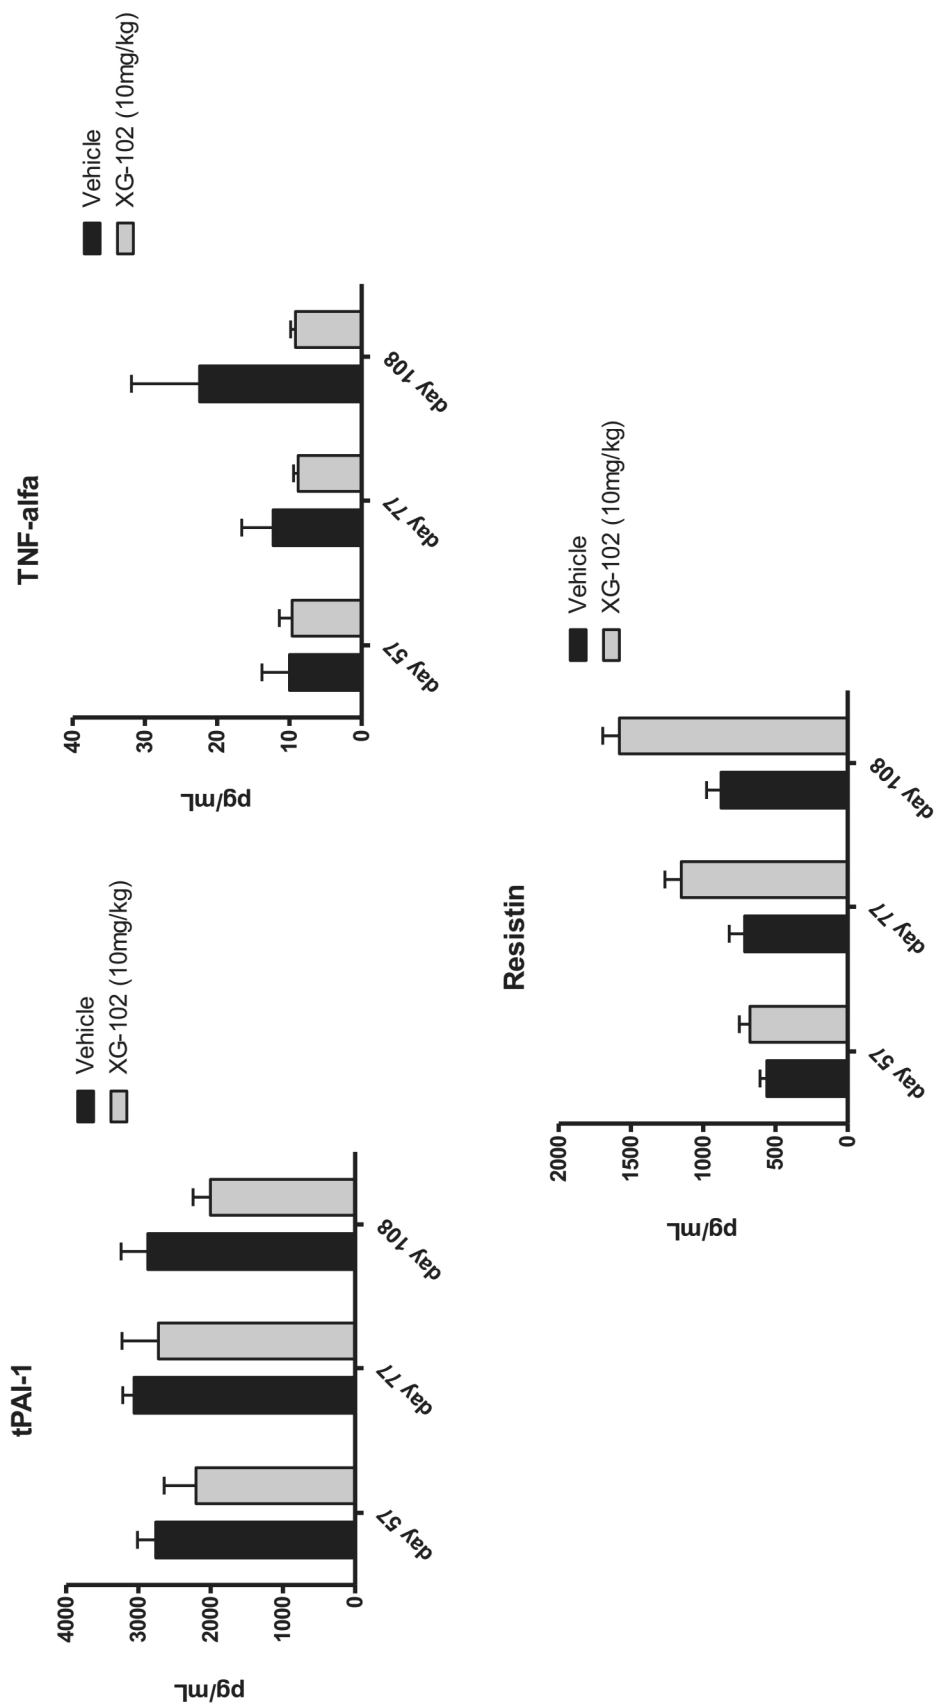 tPAI-1
Vehicle
XG-102 (10mg/kg)
pg/mL
4000
3000
2000
1000
0
day 57
day 77
day 108
TNF-alfa
Vehicle
XG-102 (10mg/kg)
pg/mL
40
30
20
10
0
day 57
day 77
day 108
Resistin
Vehicle
XG-102 (10mg/kg)
pg/mL
2000
1500
1000
500
0
day 57
day 77
day 108